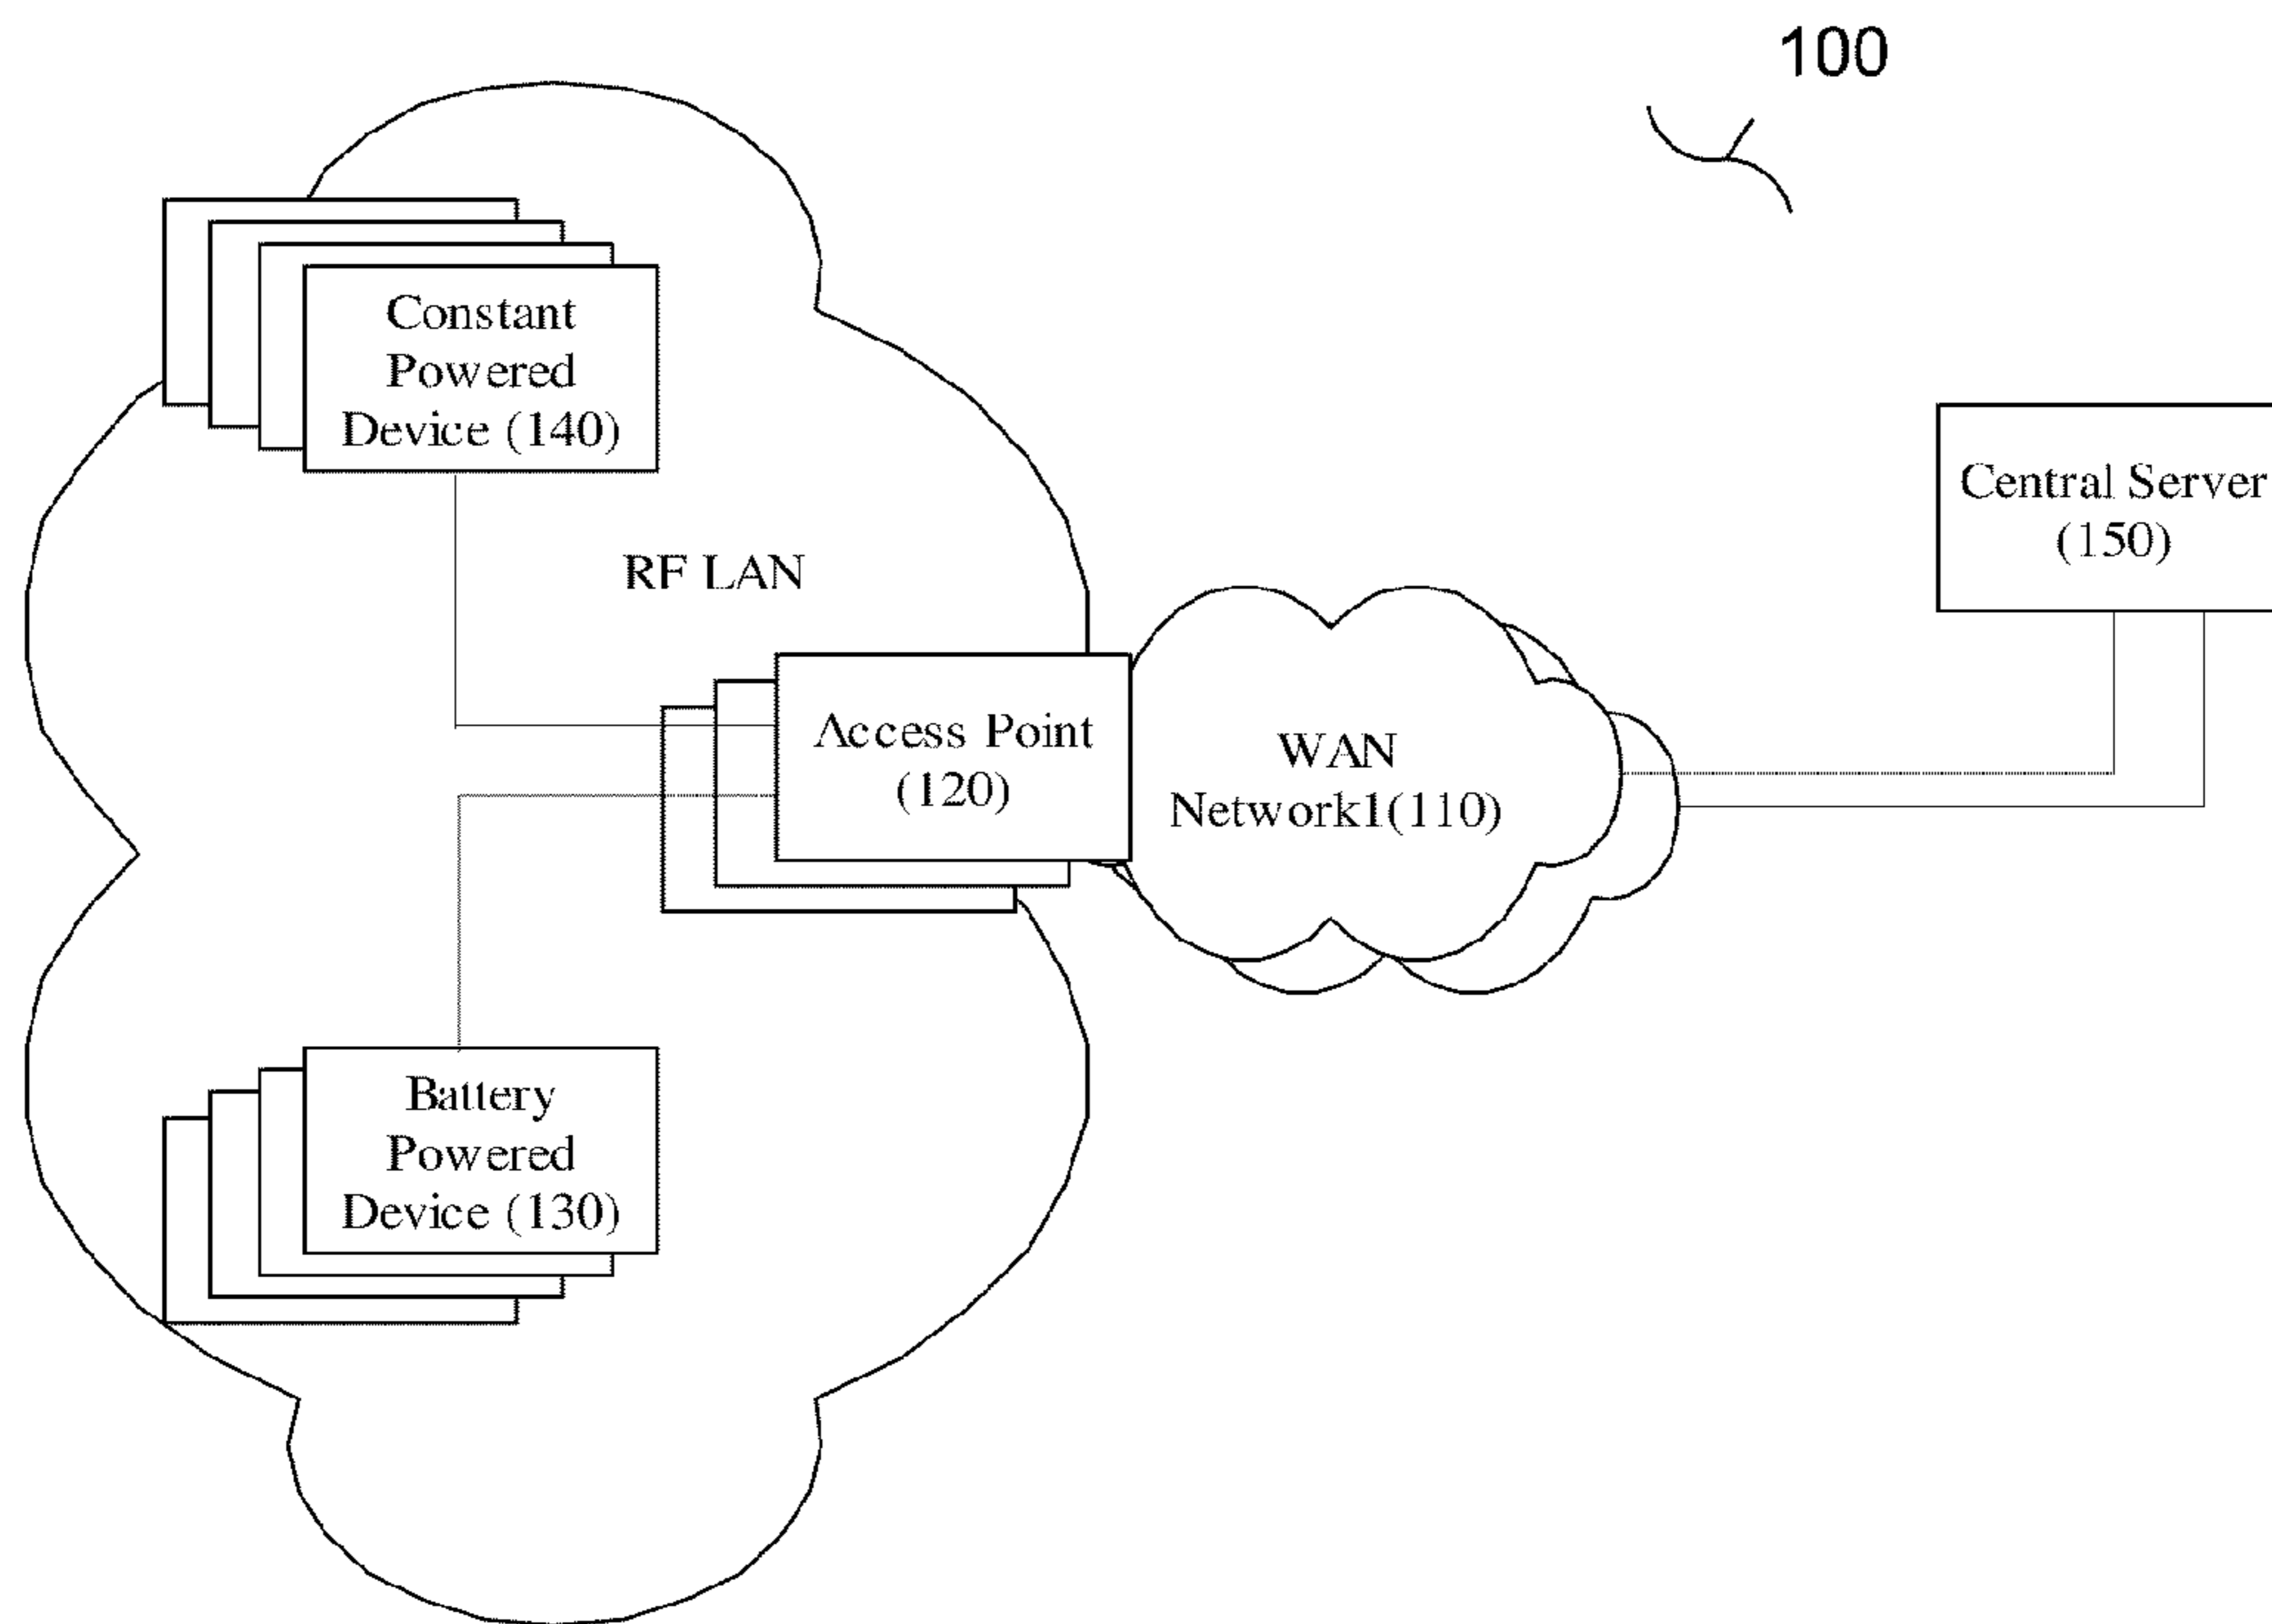 100
Constant
Powered
Device (140)
RF LAN
Central Server
(150)
Access Point
(120)
WAN
Network1(110)
Battery
Powered
Device (130)